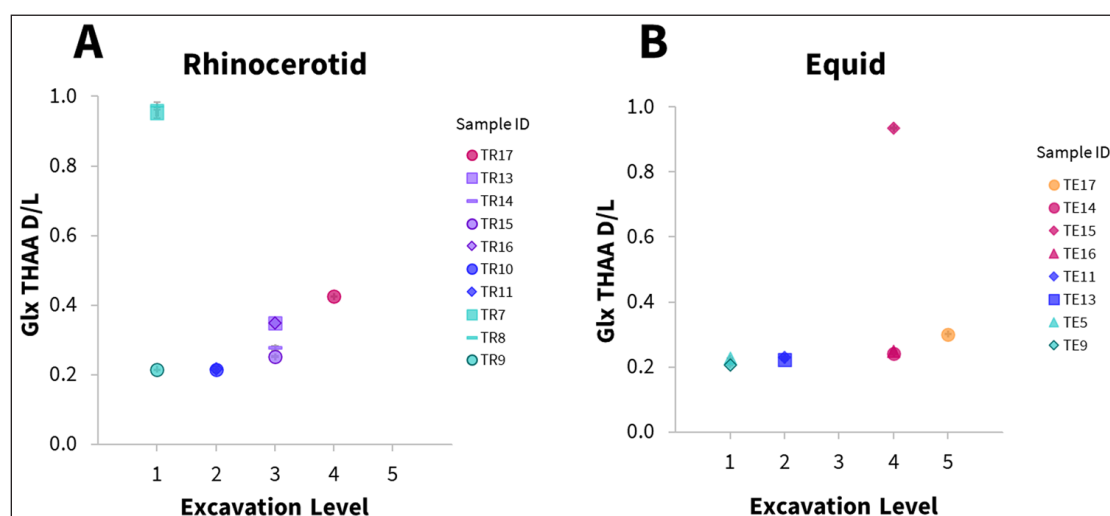 A
Rhinocerotid
Glx THAA D/L
1.0
0.8
0.6
0.4
0.2
0.0
1 2 3 4 5
Excavation Level
Sample ID
TR17
TR13
TR14
TR15
TR16
TR10
TR11
TR7
TR8
TR9
B
Equid
Glx THAA D/L
1.0
0.8
0.6
0.4
0.2
0.0
1 2 3 4 5
Excavation Level
Sample ID
TE17
TE14
TE15
TE16
TE11
TE13
TE5
TE9